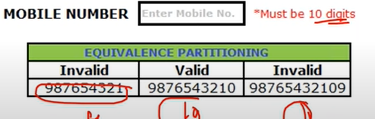 MOBILE NUMBER Enter Mobile No. *Must be 10 digits
EQUIVALENCE PARTITIONING
Invalid Valid Invalid
987654321 9876543210 98765432109